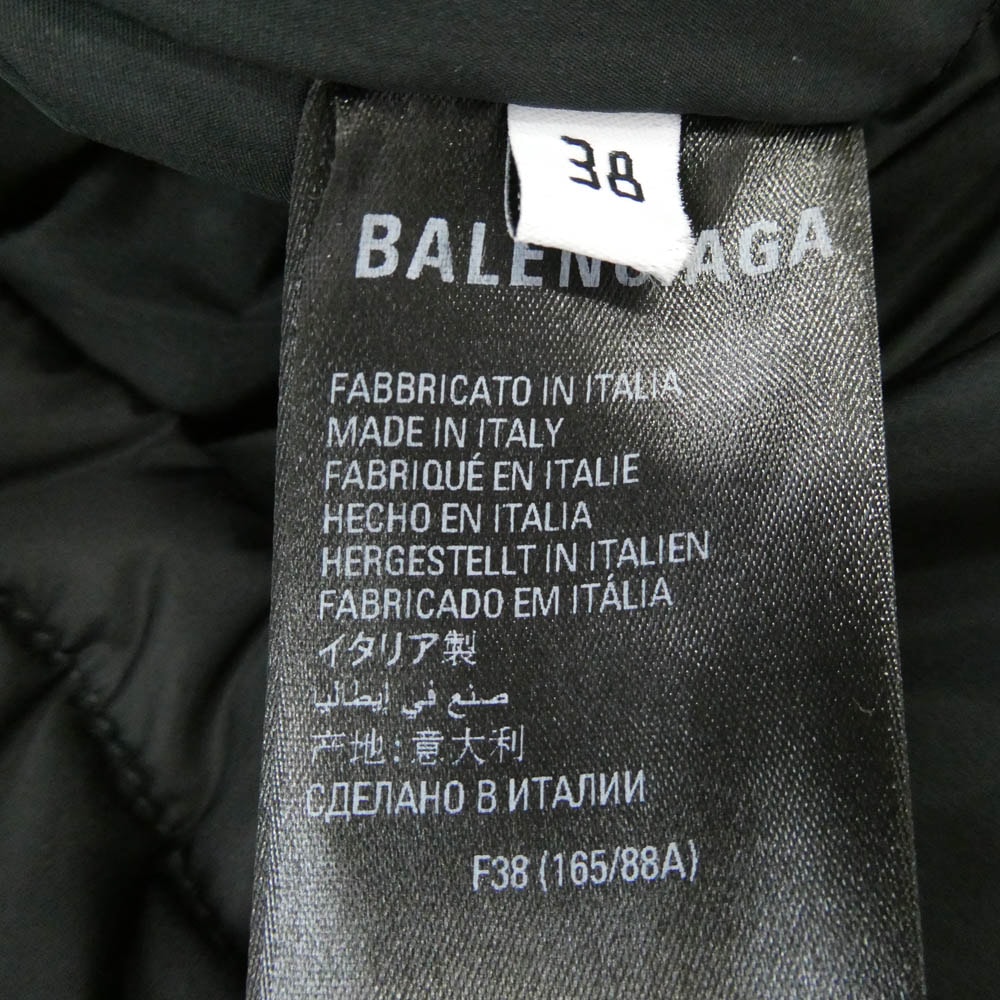 38
BALENCIAGA
FABBRICATO IN ITALIA
MADE IN ITALY
FABRIQUÉ EN ITALIE
HECHO EN ITALIA
HERGESTELLT IN ITALIEN
FABRICADO EM ITÁLIA
イタリア製
صنع في إيطاليا
产地:意大利
СДЕЛАНО В ИТАЛИИ
F38 (165/88A)